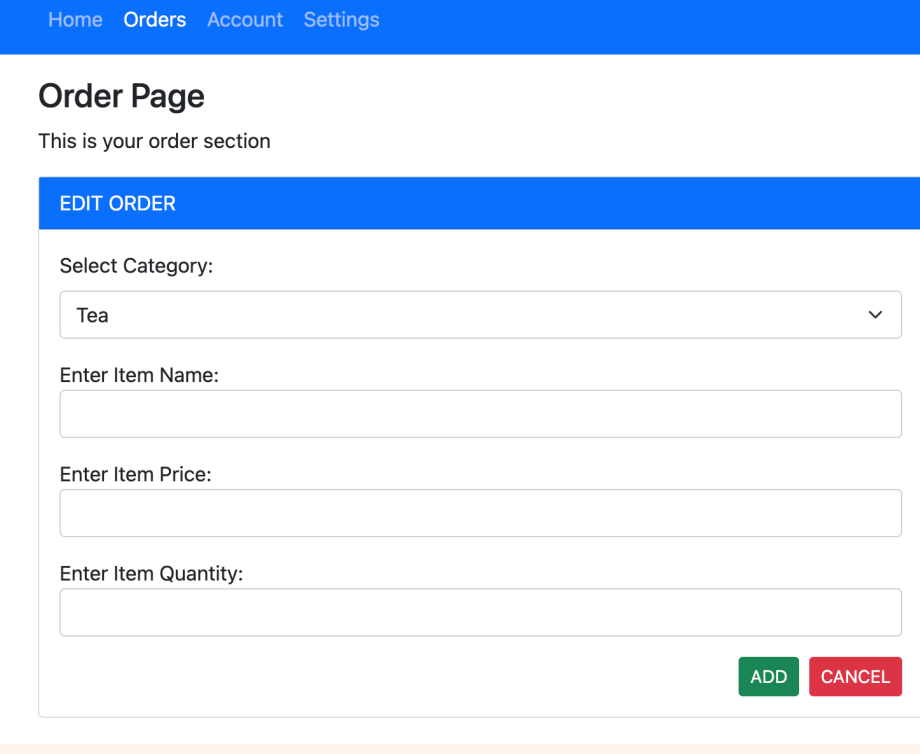 Home Orders Account Settings
Order Page
This is your order section
EDIT ORDER
Select Category:
Tea
Enter Item Name:
Enter Item Price:
Enter Item Quantity:
ADD CANCEL